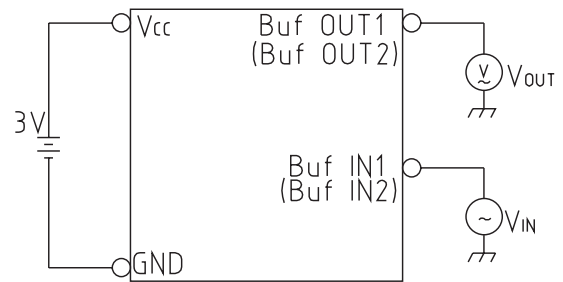 Vcc
Buf OUT1
(Buf OUT2)
V
VOUT
3V
Buf IN1
(Buf IN2)
~
VIN
GND